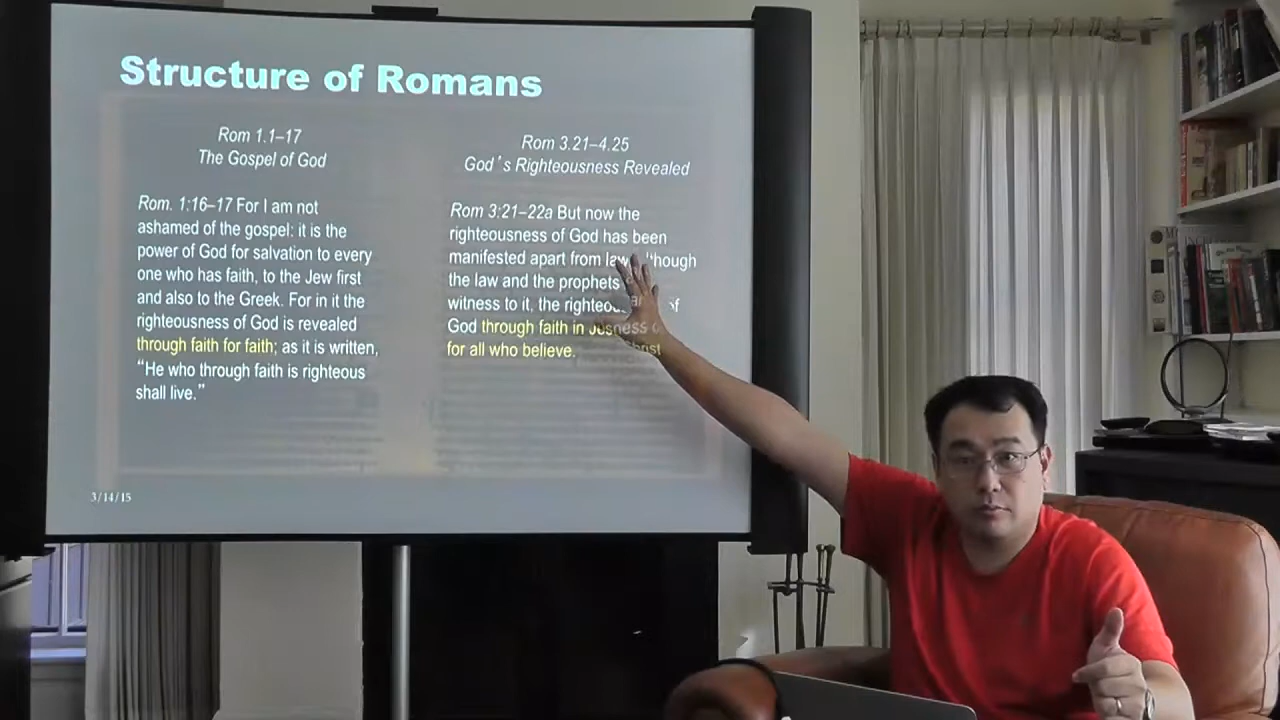 Structure of Romans
Rom 1.1–17
The Gospel of God
Rom. 1:16–17 For I am not
ashamed of the gospel: it is the
power of God for salvation to every
one who has faith, to the Jew first
and also to the Greek. For in it the
righteousness of God is revealed
through faith for faith; as it is written,
“He who through faith is righteous
shall live.”
Rom 3.21–4.25
God’s Righteousness Revealed
Rom 3:21–22a But now the
righteousness of God has been
manifested apart from law
the law and the prophets
witness to it, the of
God through faith in
for all who believe.
3/14/15